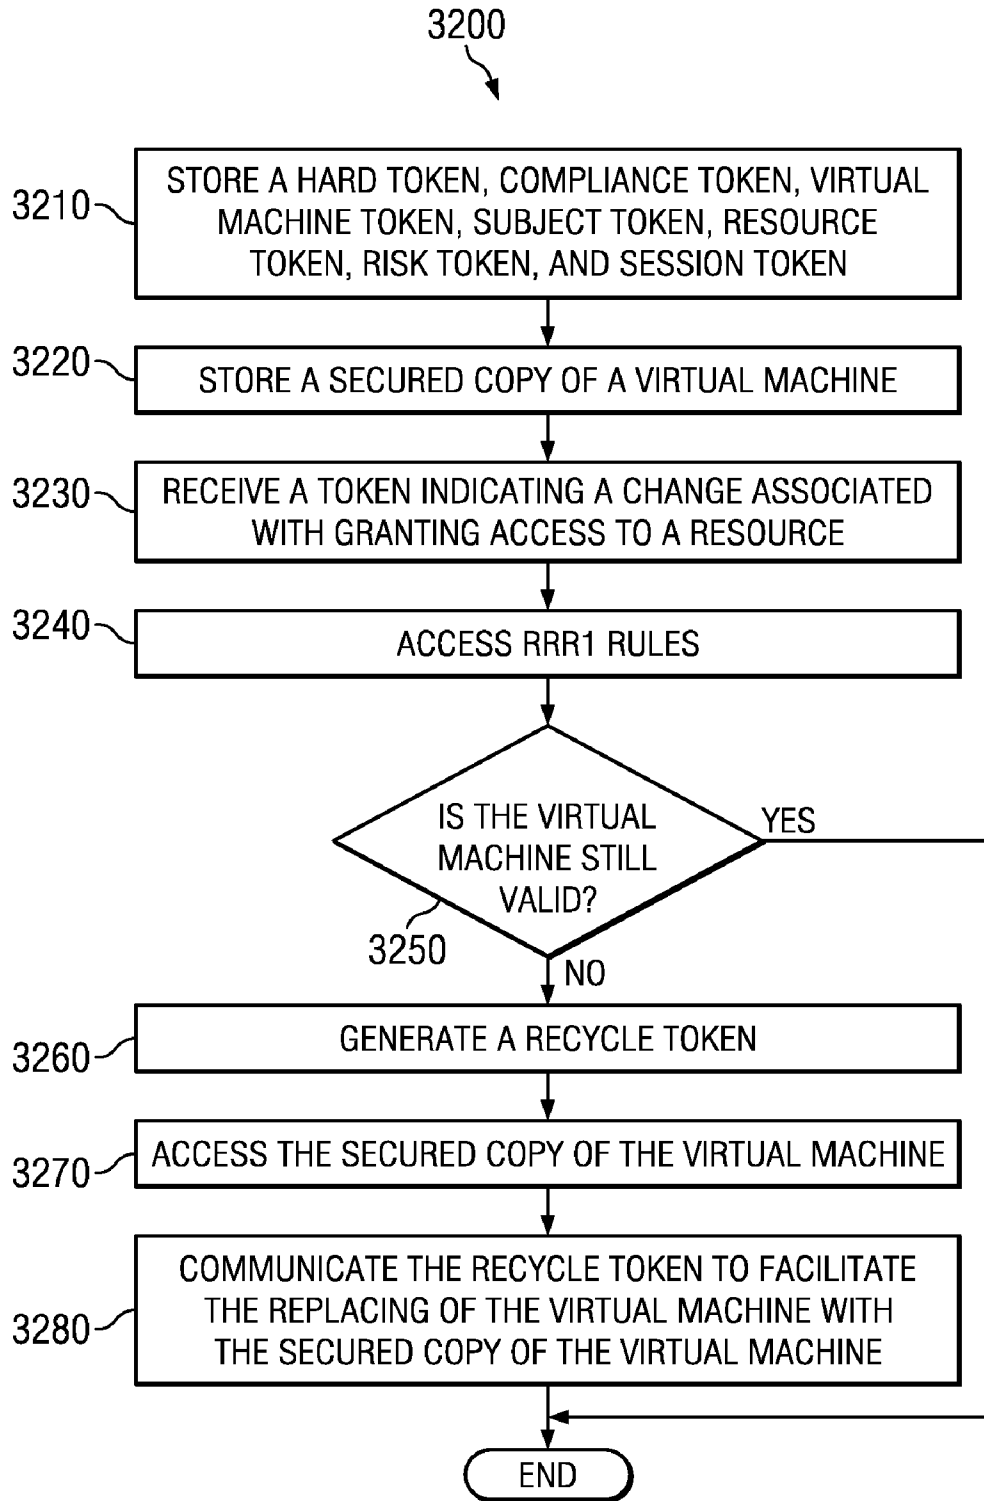 3200
3210
STORE A HARD TOKEN, COMPLIANCE TOKEN, VIRTUAL
MACHINE TOKEN, SUBJECT TOKEN, RESOURCE
TOKEN, RISK TOKEN, AND SESSION TOKEN
3220
STORE A SECURED COPY OF A VIRTUAL MACHINE
3230
RECEIVE A TOKEN INDICATING A CHANGE ASSOCIATED
WITH GRANTING ACCESS TO A RESOURCE
3240
ACCESS RRR1 RULES
IS THE VIRTUAL
MACHINE STILL
VALID?
YES
3250
NO
3260
GENERATE A RECYCLE TOKEN
3270
ACCESS THE SECURED COPY OF THE VIRTUAL MACHINE
3280
COMMUNICATE THE RECYCLE TOKEN TO FACILITATE
THE REPLACING OF THE VIRTUAL MACHINE WITH
THE SECURED COPY OF THE VIRTUAL MACHINE
END